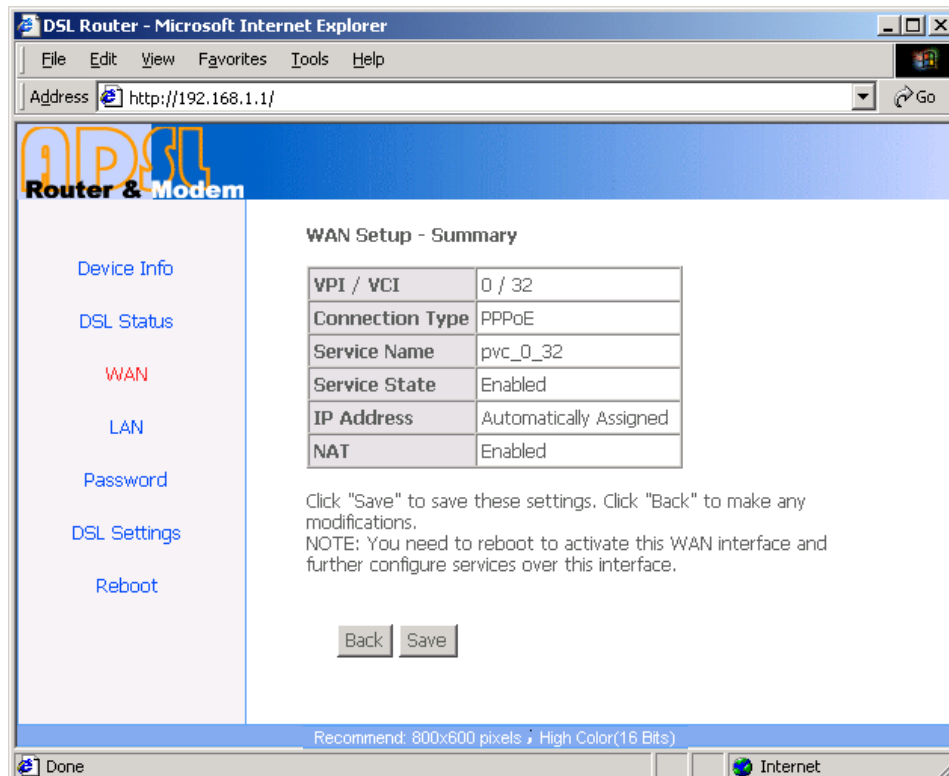 DSL Router - Microsoft Internet Explorer
File Edit View Favorites Tools Help
Address http://192.168.1.1/ Go
ADSL
Router & Modem
Device Info
DSL Status
WAN
LAN
Password
DSL Settings
Reboot
WAN Setup - Summary
VPI / VCI 0 / 32
Connection Type PPPoE
Service Name pvc_0_32
Service State Enabled
IP Address Automatically Assigned
NAT Enabled
Click "Save" to save these settings. Click "Back" to make any
modifications.
NOTE: You need to reboot to activate this WAN interface and
further configure services over this interface.
Back Save
Recommend: 800x600 pixels ; High Color(16 Bits)
Done Internet